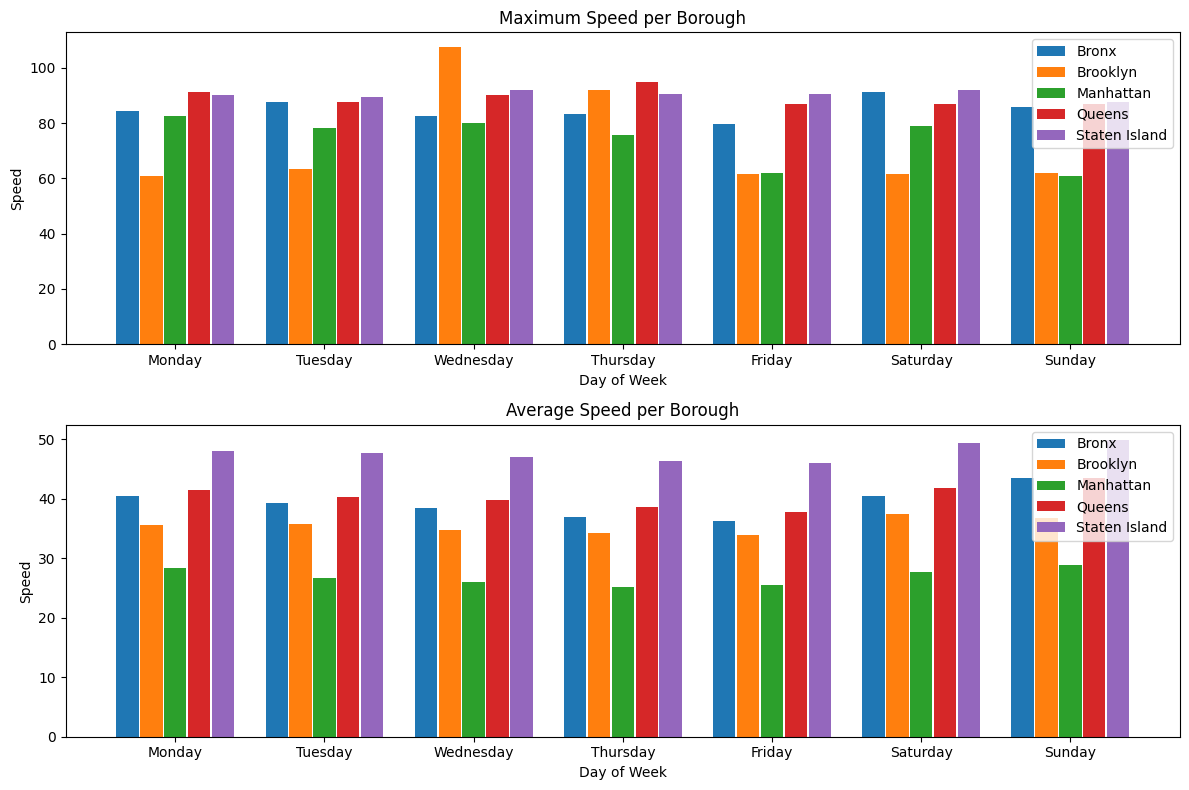 Maximum Speed per Borough
Speed
100
80
60
40
20
0
Bronx
Brooklyn
Manhattan
Queens
Staten Island
Monday Tuesday Wednesday Thursday Friday Saturday Sunday
Day of Week
Average Speed per Borough
Speed
50
40
30
20
10
0
Bronx
Brooklyn
Manhattan
Queens
Staten Island
Monday Tuesday Wednesday Thursday Friday Saturday Sunday
Day of Week